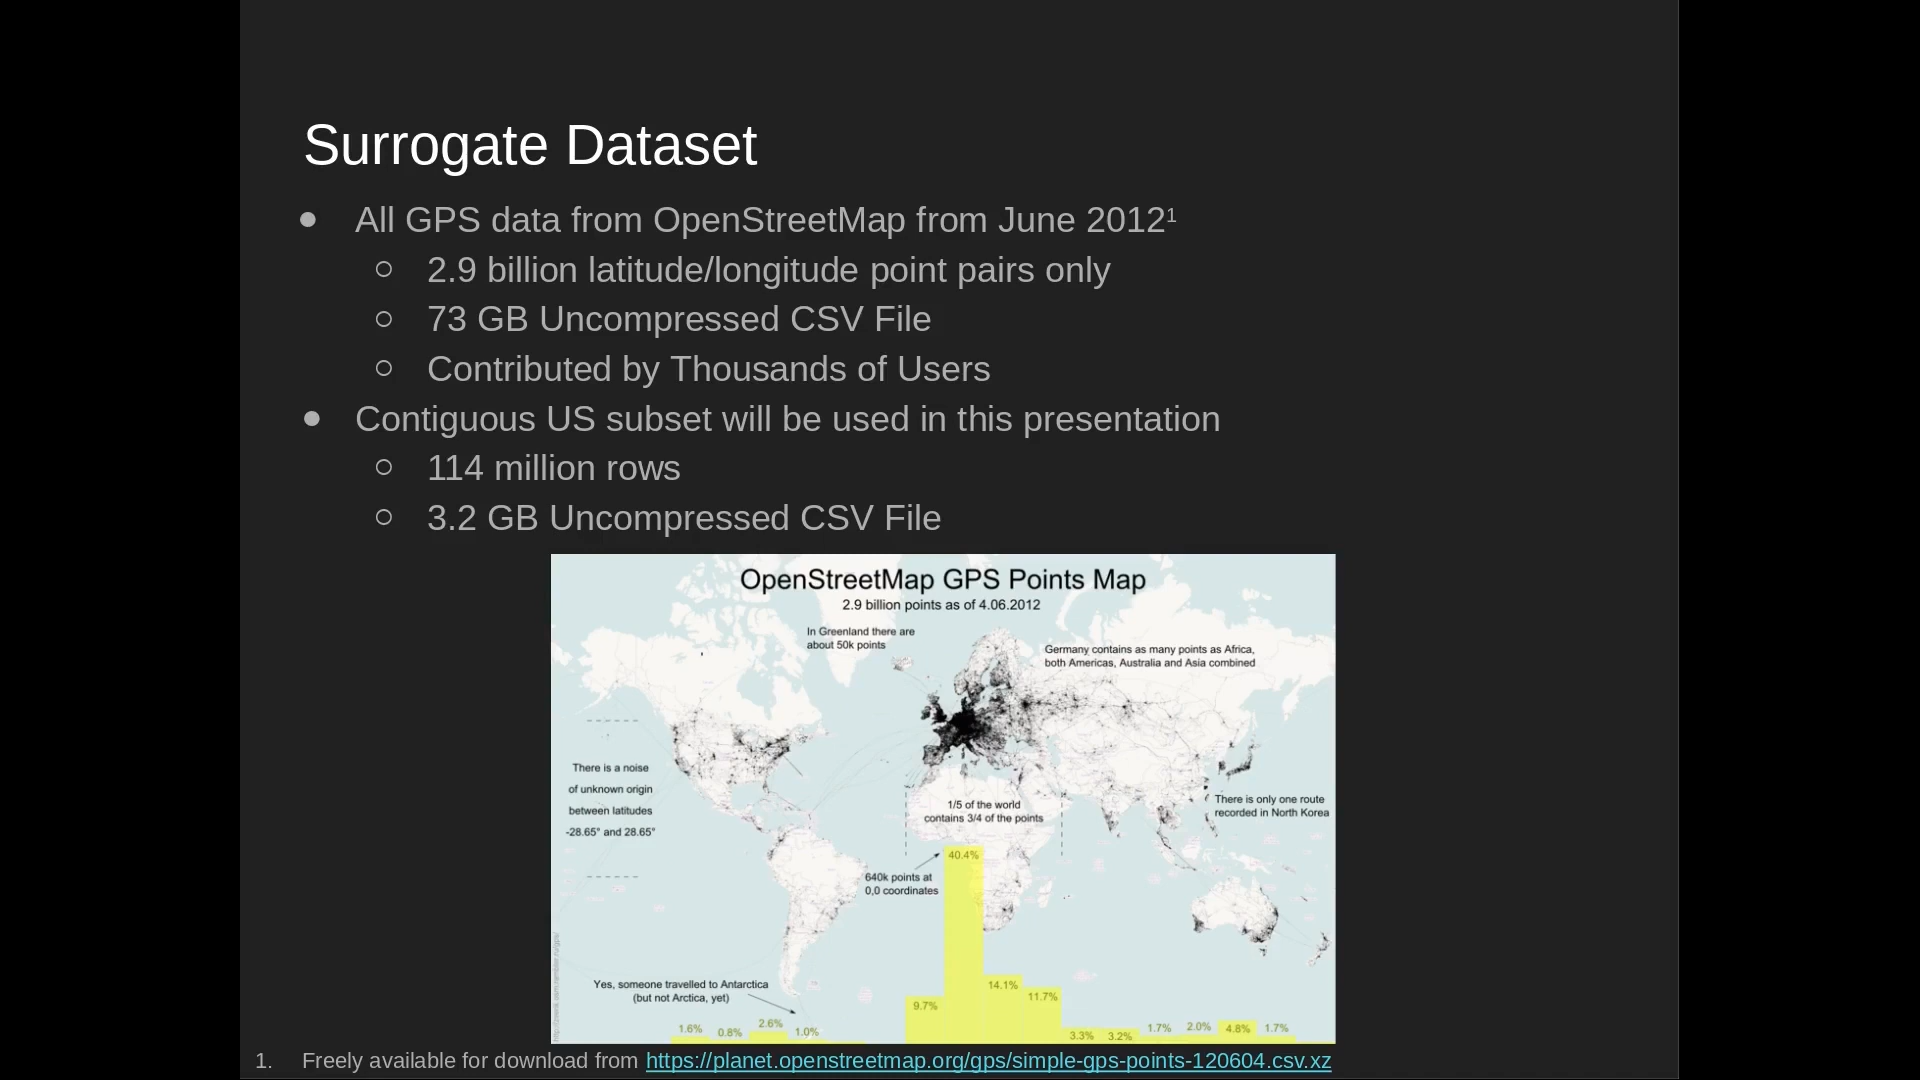 Surrogate Dataset
● All GPS data from OpenStreetMap from June 2012¹
○ 2.9 billion latitude/longitude point pairs only
○ 73 GB Uncompressed CSV File
○ Contributed by Thousands of Users
● Contiguous US subset will be used in this presentation
○ 114 million rows
○ 3.2 GB Uncompressed CSV File
OpenStreetMap GPS Points Map
2.9 billion points as of 4.06.2012
In Greenland there are
about 50k points
Germany contains as many points as Africa,
both Americas, Australia and Asia combined
There is a noise
of unknown origin
between latitudes
-28.65° and 28.65°
1/5 of the world
contains 3/4 of the points
There is only one route
recorded in North Korea
640k points at
0,0 coordinates
Yes, someone travelled to Antarctica
(but not Arctica, yet)
1.6%
0.8%
2.6%
1.0%
9.7%
40.4%
14.1%
11.7%
3.3%
3.2%
1.7%
2.0%
4.8%
1.7%
1. Freely available for download from https://planet.openstreetmap.org/gps/simple-gps-points-120604.csv.xz